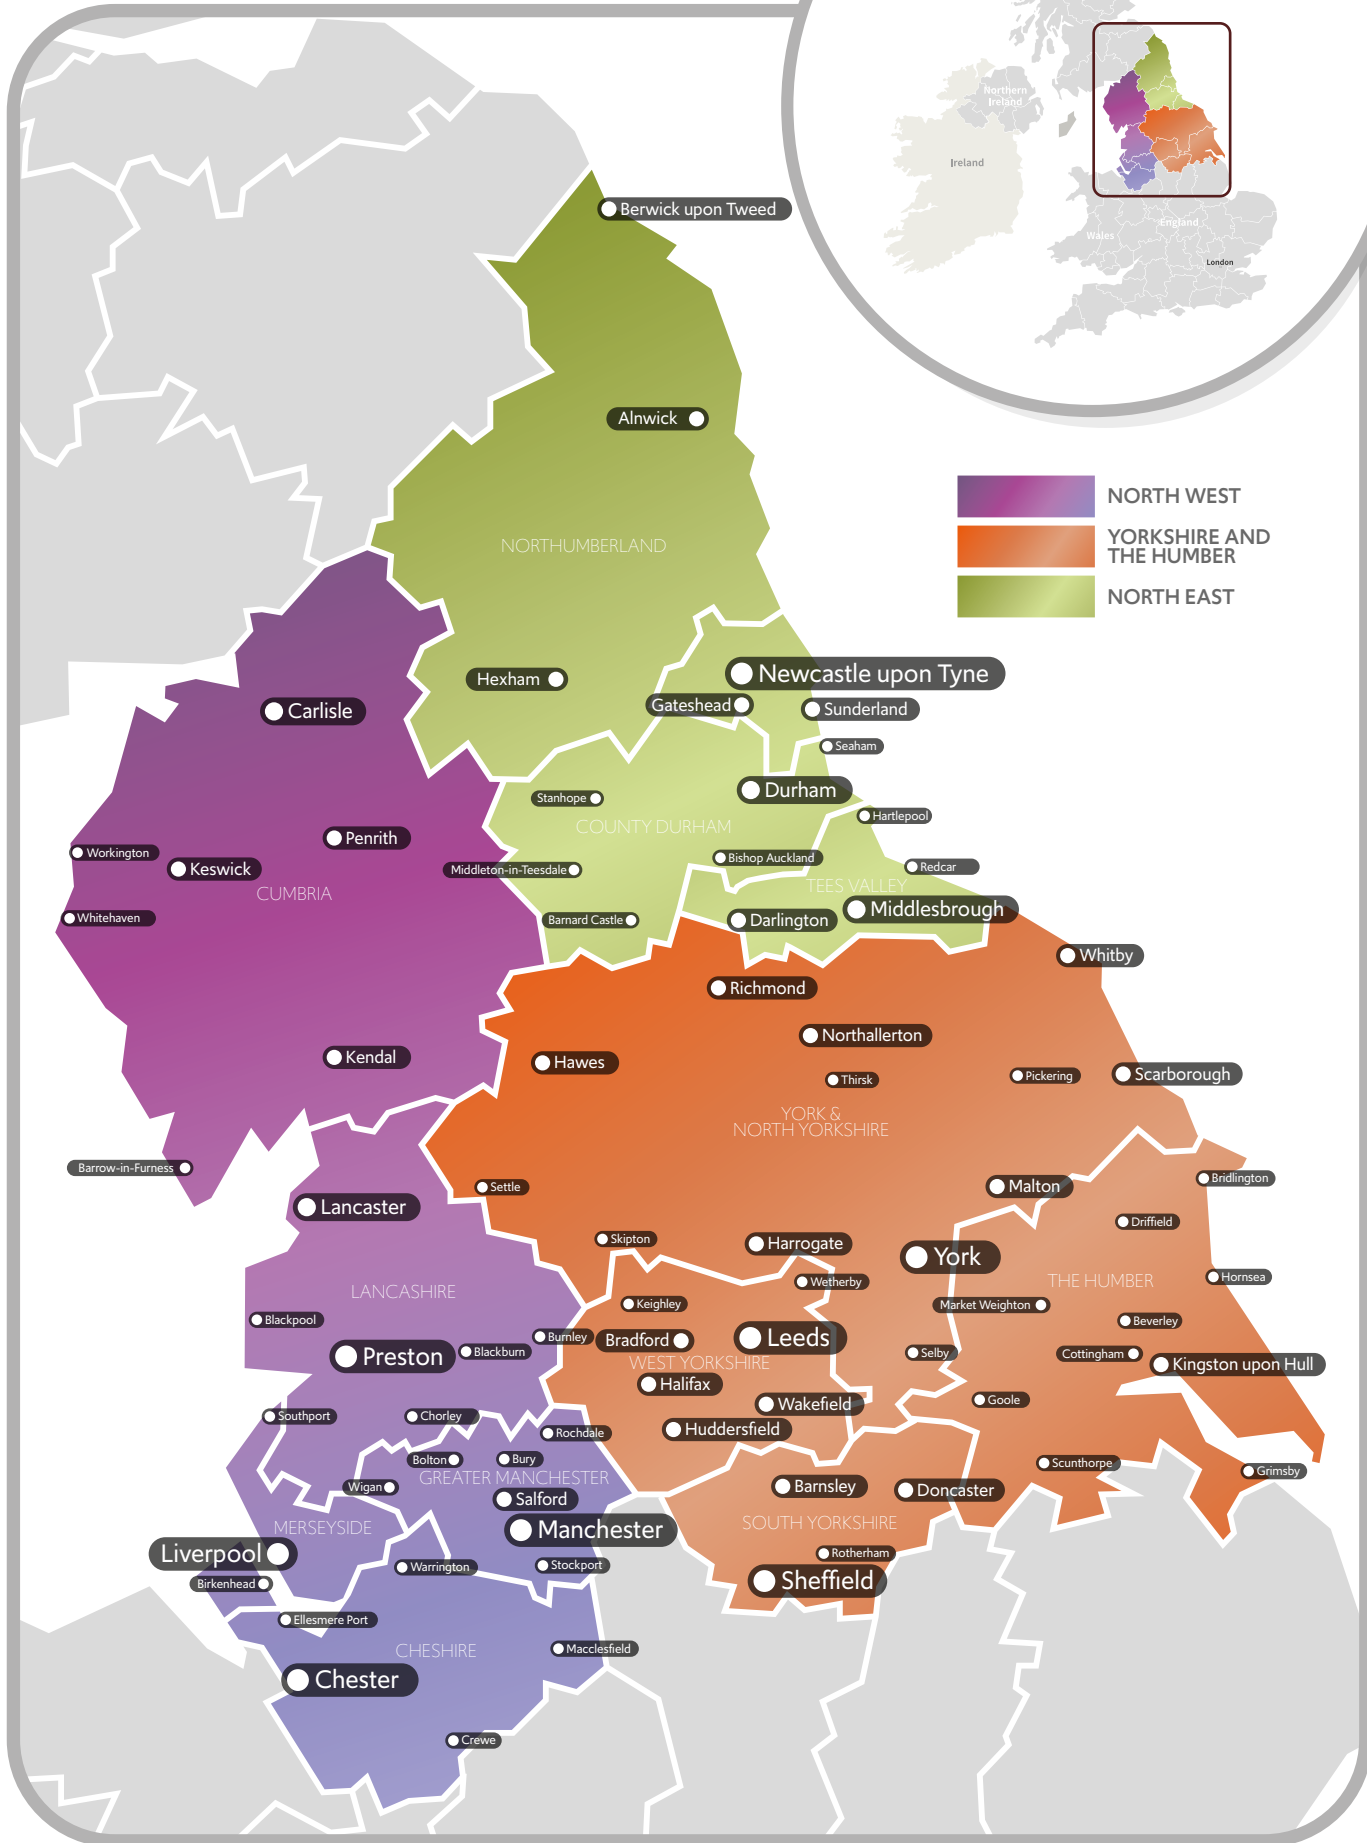 Northern
Ireland
Ireland
England
Wales
London
Berwick upon Tweed
Alnwick
NORTH WEST
YORKSHIRE AND
THE HUMBER
NORTH EAST
NORTHUMBERLAND
Hexham
Newcastle upon Tyne
Gateshead
Sunderland
Carlisle
Seaham
Durham
Stanhope
Hartlepool
COUNTY DURHAM
Penrith
Workington
Bishop Auckland
Keswick
Middleton-in-Teesdale
Redcar
TEES VALLEY
CUMBRIA
Middlesbrough
Whitehaven
Barnard Castle
Darlington
Whitby
Richmond
Northallerton
Kendal
Hawes
Thirsk
Pickering
Scarborough
YORK &
NORTH YORKSHIRE
Barrow-in-Furness
Settle
Malton
Bridlington
Lancaster
Driffield
Skipton
Harrogate
York
Hornsea
THE HUMBER
Wetherby
LANCASHIRE
Keighley
Market Weighton
Blackpool
Beverley
Burnley
Bradford
Leeds
Preston
Blackburn
Selby
Cottingham
Kingston upon Hull
WEST YORKSHIRE
Halifax
Goole
Wakefield
Southport
Chorley
Huddersfield
Rochdale
Bolton
Bury
Scunthorpe
Grimsby
GREATER MANCHESTER
Wigan
Barnsley
Doncaster
Salford
SOUTH YORKSHIRE
MERSEYSIDE
Manchester
Liverpool
Rotherham
Warrington
Stockport
Birkenhead
Sheffield
Ellesmere Port
CHESHIRE
Macclesfield
Chester
Crewe